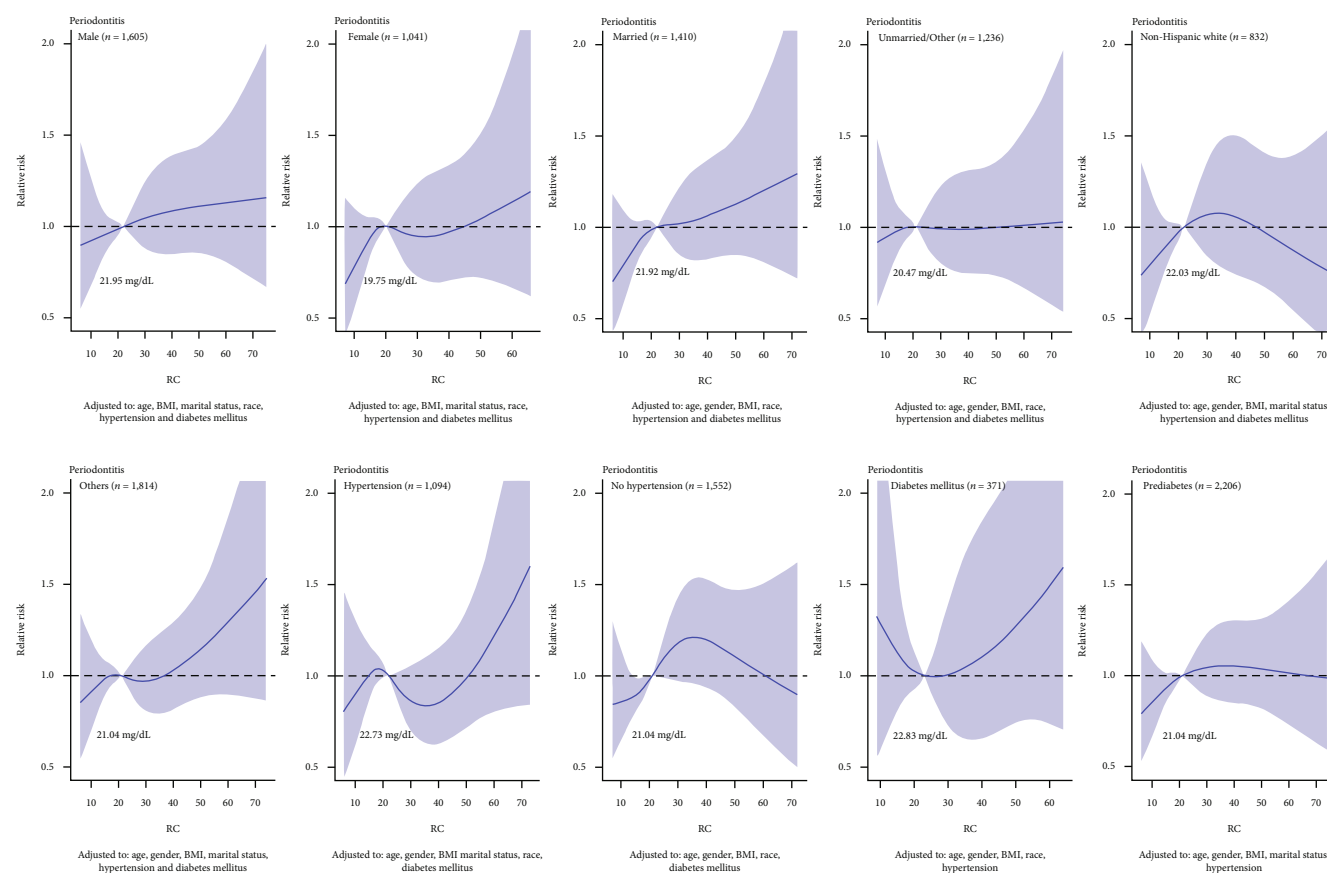 Periodontitis
Male (n = 1,605)
2.0
1.5
1.0
0.5
Relative risk
21.95 mg/dL
10 20 30 40 50 60 70
RC
Adjusted to: age, BMI, marital status, race,
hypertension and diabetes mellitus
Periodontitis
Female (n = 1,041)
2.0
1.5
1.0
0.5
Relative risk
19.75 mg/dL
10 20 30 40 50 60
RC
Adjusted to: age, BMI, marital status, race,
hypertension and diabetes mellitus
Periodontitis
Married (n = 1,410)
2.0
1.5
1.0
0.5
Relative risk
21.92 mg/dL
10 20 30 40 50 60 70
RC
Adjusted to: age, gender, BMI, race,
hypertension and diabetes mellitus
Periodontitis
Unmarried/Other (n = 1,236)
2.0
1.5
1.0
0.5
Relative risk
20.47 mg/dL
10 20 30 40 50 60 70
RC
Adjusted to: age, gender, BMI, race,
hypertension and diabetes mellitus
Periodontitis
Non-Hispanic white (n = 832)
2.0
1.5
1.0
0.5
Relative risk
22.03 mg/dL
10 20 30 40 50 60 70
RC
Adjusted to: age, gender, BMI, marital status
hypertension and diabetes mellitus
Periodontitis
Others (n = 1,814)
2.0
1.5
1.0
0.5
Relative risk
21.04 mg/dL
10 20 30 40 50 60 70
RC
Adjusted to: age, gender, BMI, marital status,
hypertension and diabetes mellitus
Periodontitis
Hypertension (n = 1,094)
2.0
1.5
1.0
0.5
Relative risk
22.73 mg/dL
10 20 30 40 50 60 70
RC
Adjusted to: age, gender, BMI marital status, race,
diabetes mellitus
Periodontitis
No hypertension (n = 1,552)
2.0
1.5
1.0
0.5
Relative risk
21.04 mg/dL
10 20 30 40 50 60 70
RC
Adjusted to: age, gender, BMI, race,
diabetes mellitus
Periodontitis
Diabetes mellitus (n = 371)
2.0
1.5
1.0
0.5
Relative risk
22.83 mg/dL
10 20 30 40 50 60
RC
Adjusted to: age, gender, BMI, race,
hypertension
Periodontitis
Prediabetes (n = 2,206)
2.0
1.5
1.0
0.5
Relative risk
21.04 mg/dL
10 20 30 40 50 60 70
RC
Adjusted to: age, gender, BMI, marital status
hypertension